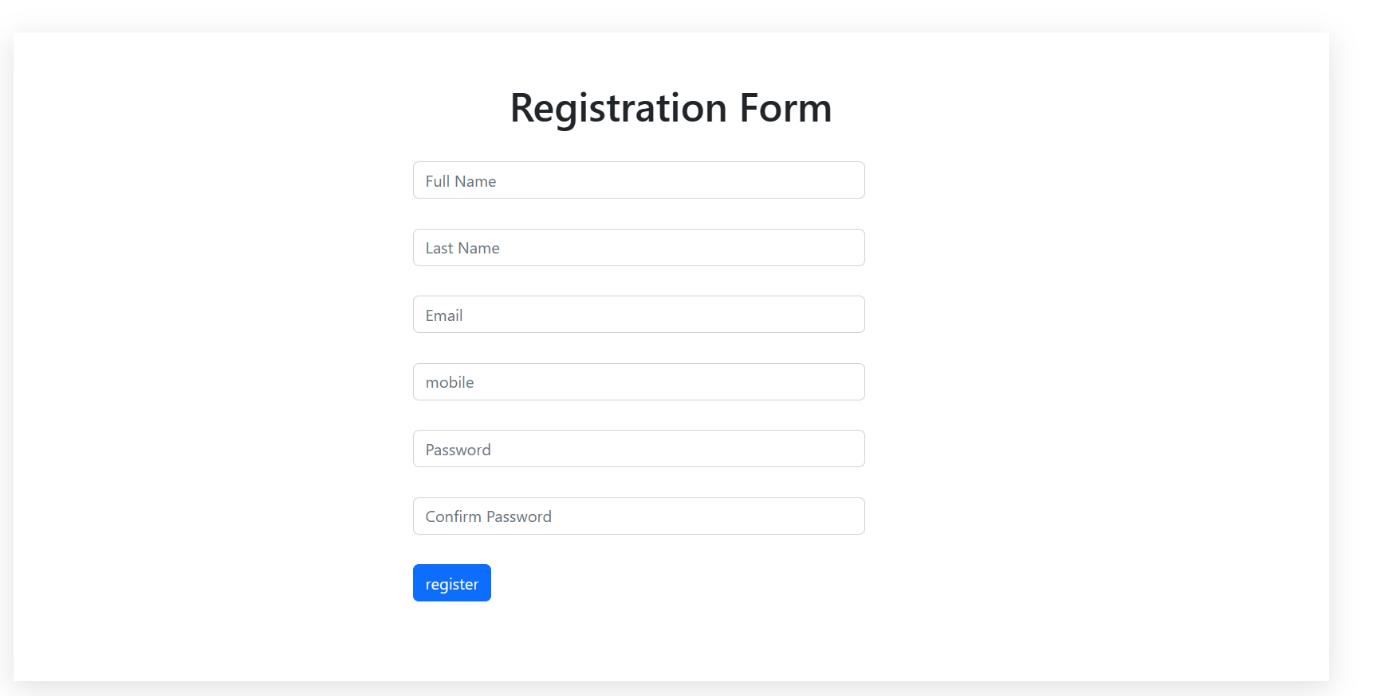 Registration Form
Full Name
Last Name
Email
mobile
Password
Confirm Password
register